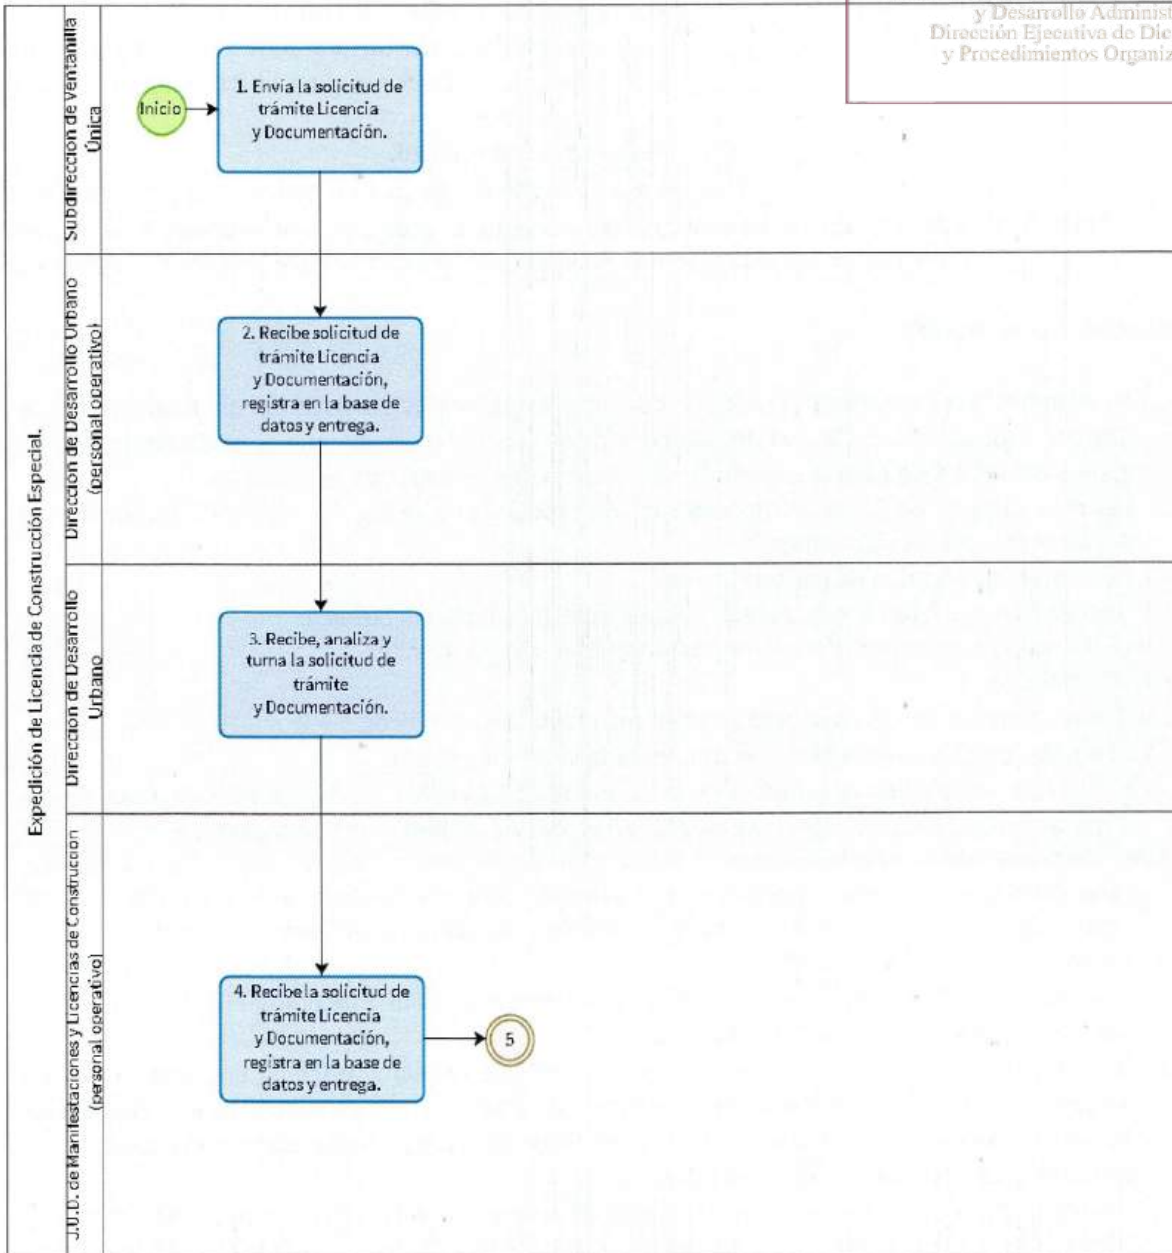 y Desarrollo Administ
Dirección Ejecutiva de Dic
y Procedimientos Organiz
Expedición de Licencia de Construcción Especial.
Subdirección de Ventanilla
Única
Inicio
1. Envía la solicitud de
trámite Licencia
y Documentación.
Dirección de Desarrollo Urbano
(personal operativo)
2. Recibe solicitud de
trámite Licencia
y Documentación,
registra en la base de
datos y entrega.
Dirección de Desarrollo
Urbano
3. Recibe, analiza y
turna la solicitud de
trámite
y Documentación.
J.U.D. de Manifestaciones y Licencias de Construcción
(personal operativo)
4. Recibe la solicitud de
trámite Licencia
y Documentación,
registra en la base de
datos y entrega.
5